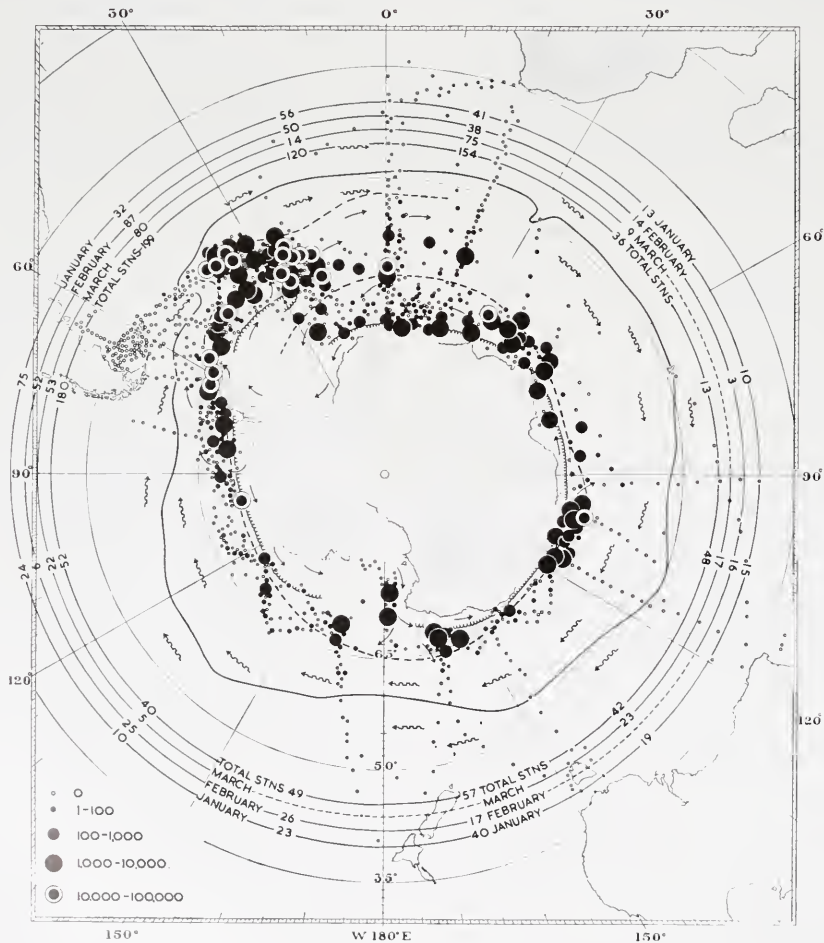 30° 0° 30°
56 41
50 38
14 75
120 154
JANUARY 32
FEBRUARY 87
MARCH 80
TOTAL STNS 199
13 JANUARY
14 FEBRUARY
9 MARCH
36 TOTAL STNS
60° 60°
75 52 53 180
13 3 10
90° 90°
24 6 22 52
48 17 16 15
65°
120° 120°
40
5
25
10
42
23
19
50°
TOTAL STNS 49
MARCH
FEBRUARY 26
JANUARY 23
57 TOTAL STNS
MARCH
17 FEBRUARY
40 JANUARY
35°
0
1-100
100-1,000
1,000-10,000
10,000-100,000
150° W 180° E 150°